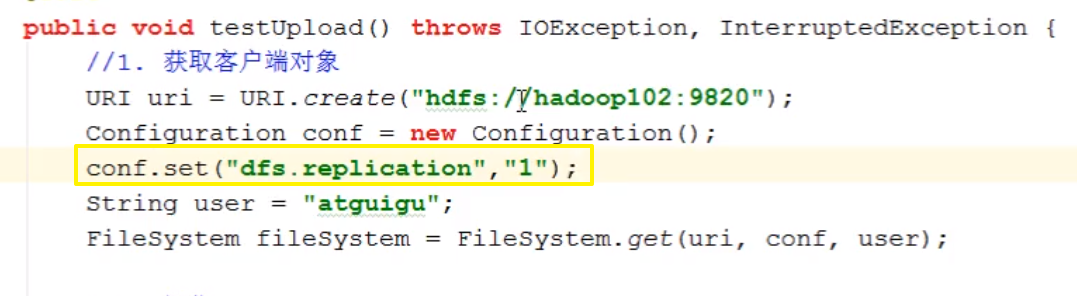 public void testUpload() throws IOException, InterruptedException {
//1. 获取客户端对象
URI uri = URI.create("hdfs://hadoop102:9820");
Configuration conf = new Configuration();
conf.set("dfs.replication","1");
String user = "atguigu";
FileSystem fileSystem = FileSystem.get(uri, conf, user);